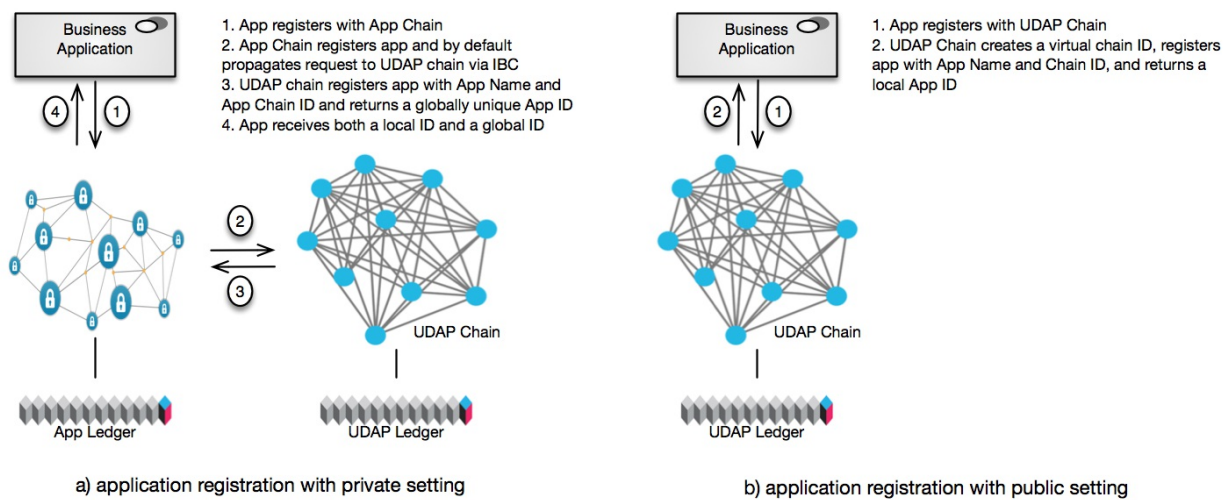 Business
Application
1. App registers with App Chain
2. App Chain registers app and by default
propagates request to UDAP chain via IBC
3. UDAP chain registers app with App Name and
App Chain ID and returns a globally unique App ID
4. App receives both a local ID and a global ID
4
1
2
3
UDAP Chain
App Ledger
UDAP Ledger
a) application registration with private setting
Business
Application
1. App registers with UDAP Chain
2. UDAP Chain creates a virtual chain ID, registers
app with App Name and Chain ID, and returns a
local App ID
2
1
UDAP Chain
UDAP Ledger
b) application registration with public setting